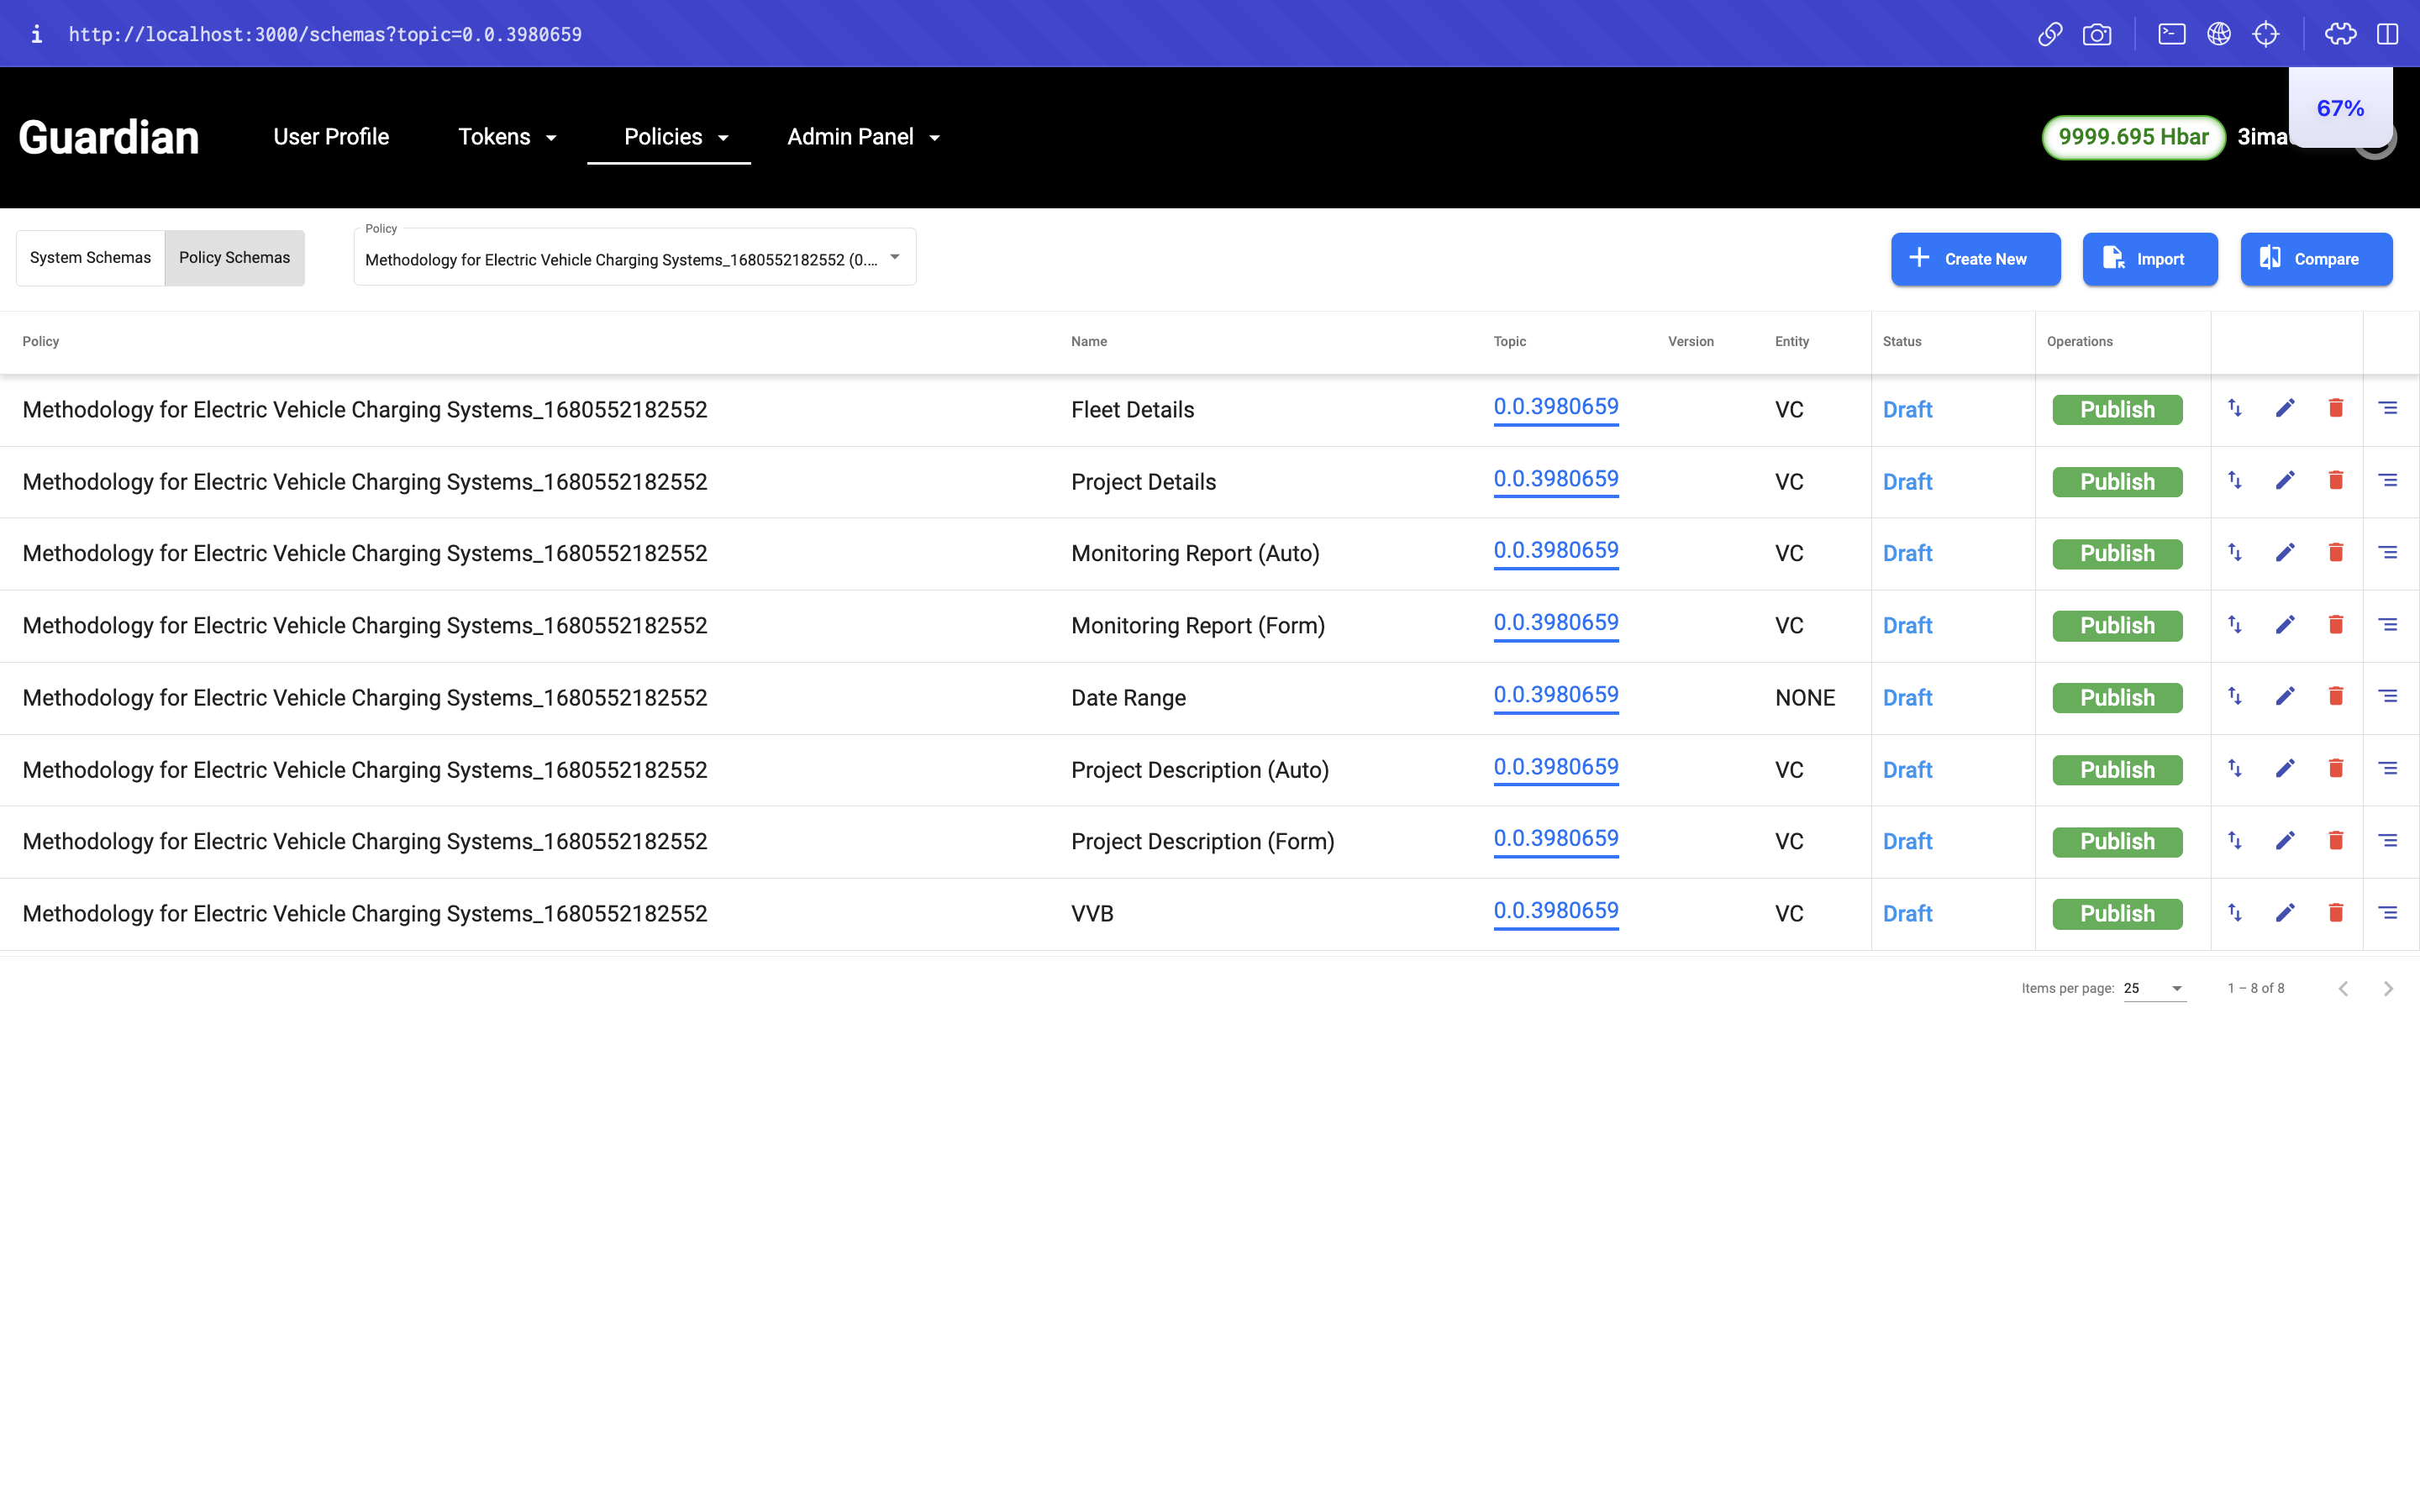 http://localhost:3000/schemas?topic=0.0.3980659
67%
Guardian
User Profile
Tokens
Policies
Admin Panel
9999.695 Hbar
System Schemas
Policy Schemas
Policy
Methodology for Electric Vehicle Charging Systems_1680552182552 (0....
Create New
Import
Compare
Policy Name Topic Version Entity Status Operations
Methodology for Electric Vehicle Charging Systems_1680552182552 Fleet Details 0.0.3980659 VC Draft Publish
Methodology for Electric Vehicle Charging Systems_1680552182552 Project Details 0.0.3980659 VC Draft Publish
Methodology for Electric Vehicle Charging Systems_1680552182552 Monitoring Report (Auto) 0.0.3980659 VC Draft Publish
Methodology for Electric Vehicle Charging Systems_1680552182552 Monitoring Report (Form) 0.0.3980659 VC Draft Publish
Methodology for Electric Vehicle Charging Systems_1680552182552 Date Range 0.0.3980659 NONE Draft Publish
Methodology for Electric Vehicle Charging Systems_1680552182552 Project Description (Auto) 0.0.3980659 VC Draft Publish
Methodology for Electric Vehicle Charging Systems_1680552182552 Project Description (Form) 0.0.3980659 VC Draft Publish
Methodology for Electric Vehicle Charging Systems_1680552182552 VVB 0.0.3980659 VC Draft Publish
Items per page: 25 1 – 8 of 8